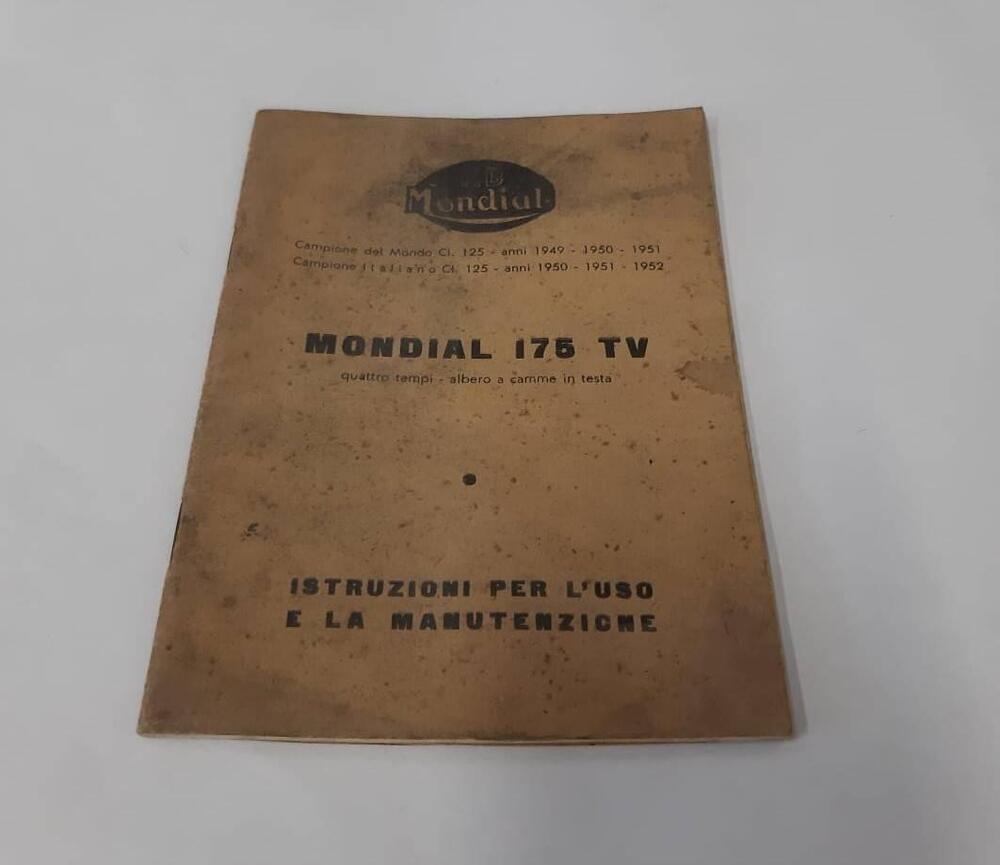 Mondial
Campione del Mondo Cl. 125 - anni 1949 - 1950 - 1951
Campione Italiano Cl. 125 - anni 1950 - 1951 - 1952
MONDIAL 175 TV
quattro tempi - albero a camme in testa
ISTRUZIONI PER L'USO
E LA MANUTENZIONE